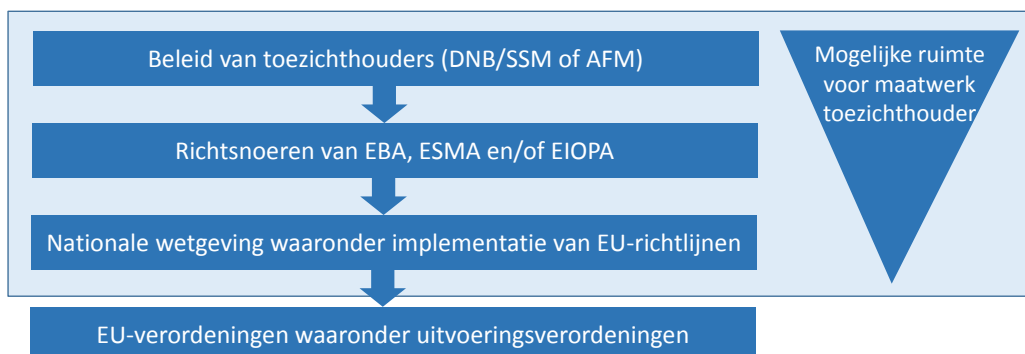 Beleid van toezichthouders (DNB/SSM of AFM)
Richtsnoeren van EBA, ESMA en/of EIOPA
Nationale wetgeving waaronder implementatie van EU-richtlijnen
EU-verordeningen waaronder uitvoeringsverordeningen
Mogelijke ruimte
voor maatwerk
toezichthouder